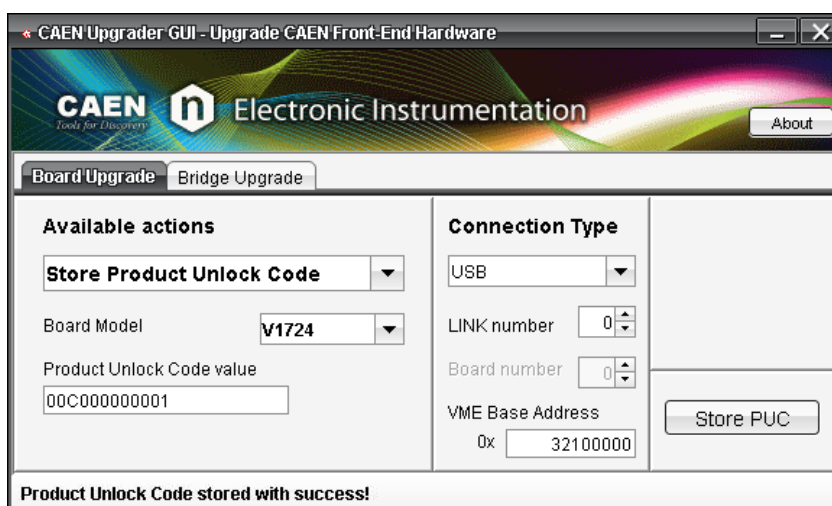 CAEN Upgrader GUI - Upgrade CAEN Front-End Hardware
CAEN n Electronic Instrumentation
Tools for Discovery
About
Board Upgrade Bridge Upgrade
Available actions
Store Product Unlock Code
Board Model V1724
Product Unlock Code value
00C000000001
Connection Type
USB
LINK number 0
Board number 0
VME Base Address
0x 32100000
Store PUC
Product Unlock Code stored with success!